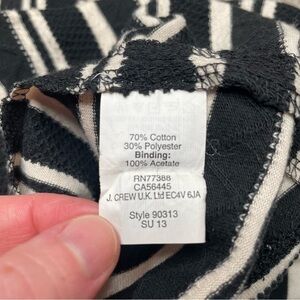 70% Cotton
30% Polyester
Binding:
100% Acetate
RN77388
CA56445
J. CREW U.K. Ltd EC4V 6JA
Style 90313
SU 13